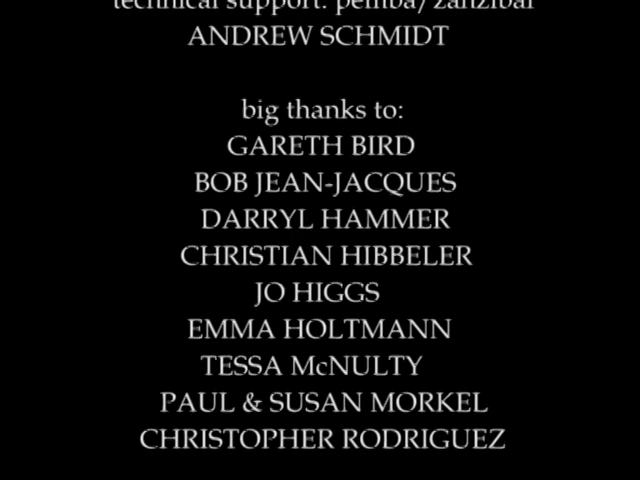 technical support: pemba/zanzibar
ANDREW SCHMIDT
big thanks to:
GARETH BIRD
BOB JEAN-JACQUES
DARRYL HAMMER
CHRISTIAN HIBBELER
JO HIGGS
EMMA HOLTMANN
TESSA McNULTY
PAUL & SUSAN MORKEL
CHRISTOPHER RODRIGUEZ